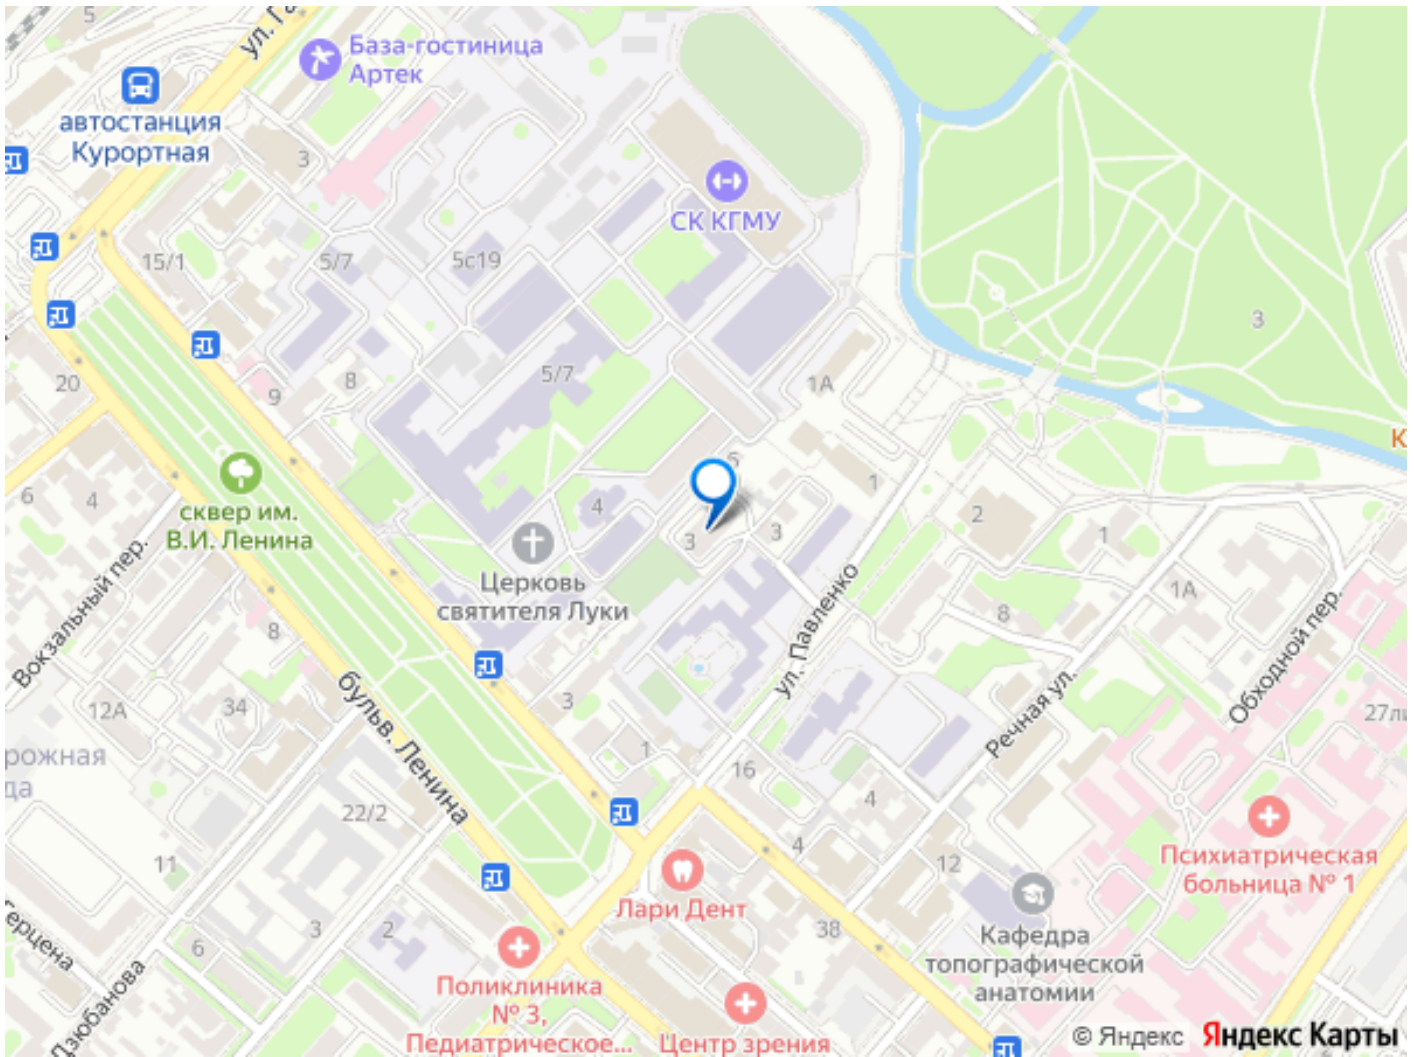 5
ул. Га
База-гостиница
Артек
автостанция
Курортная
3
СК КГМУ
15/1
5/7
5с19
3
20
8
9
5/7
1А
К
5
6
4
сквер им.
В.И. Ленина
4
1
2
3
3
1
Церковь
святителя Луки
Вокзальный пер.
8
ул. Павленко
8
1А
Обходной пер.
12А
34
3
бульв. Ленина
Речная ул.
27ли
рожная
да
1
16
22/2
4
4
11
12
Психиатрическая
больница № 1
Лари Дент
Герцена
6
3
2
38
Кафедра
топографической
анатомии
Дзюбанова
Поликлиника
№ 3,
Педиатрическое...
Центр зрения
© Яндекс Яндекс Карты